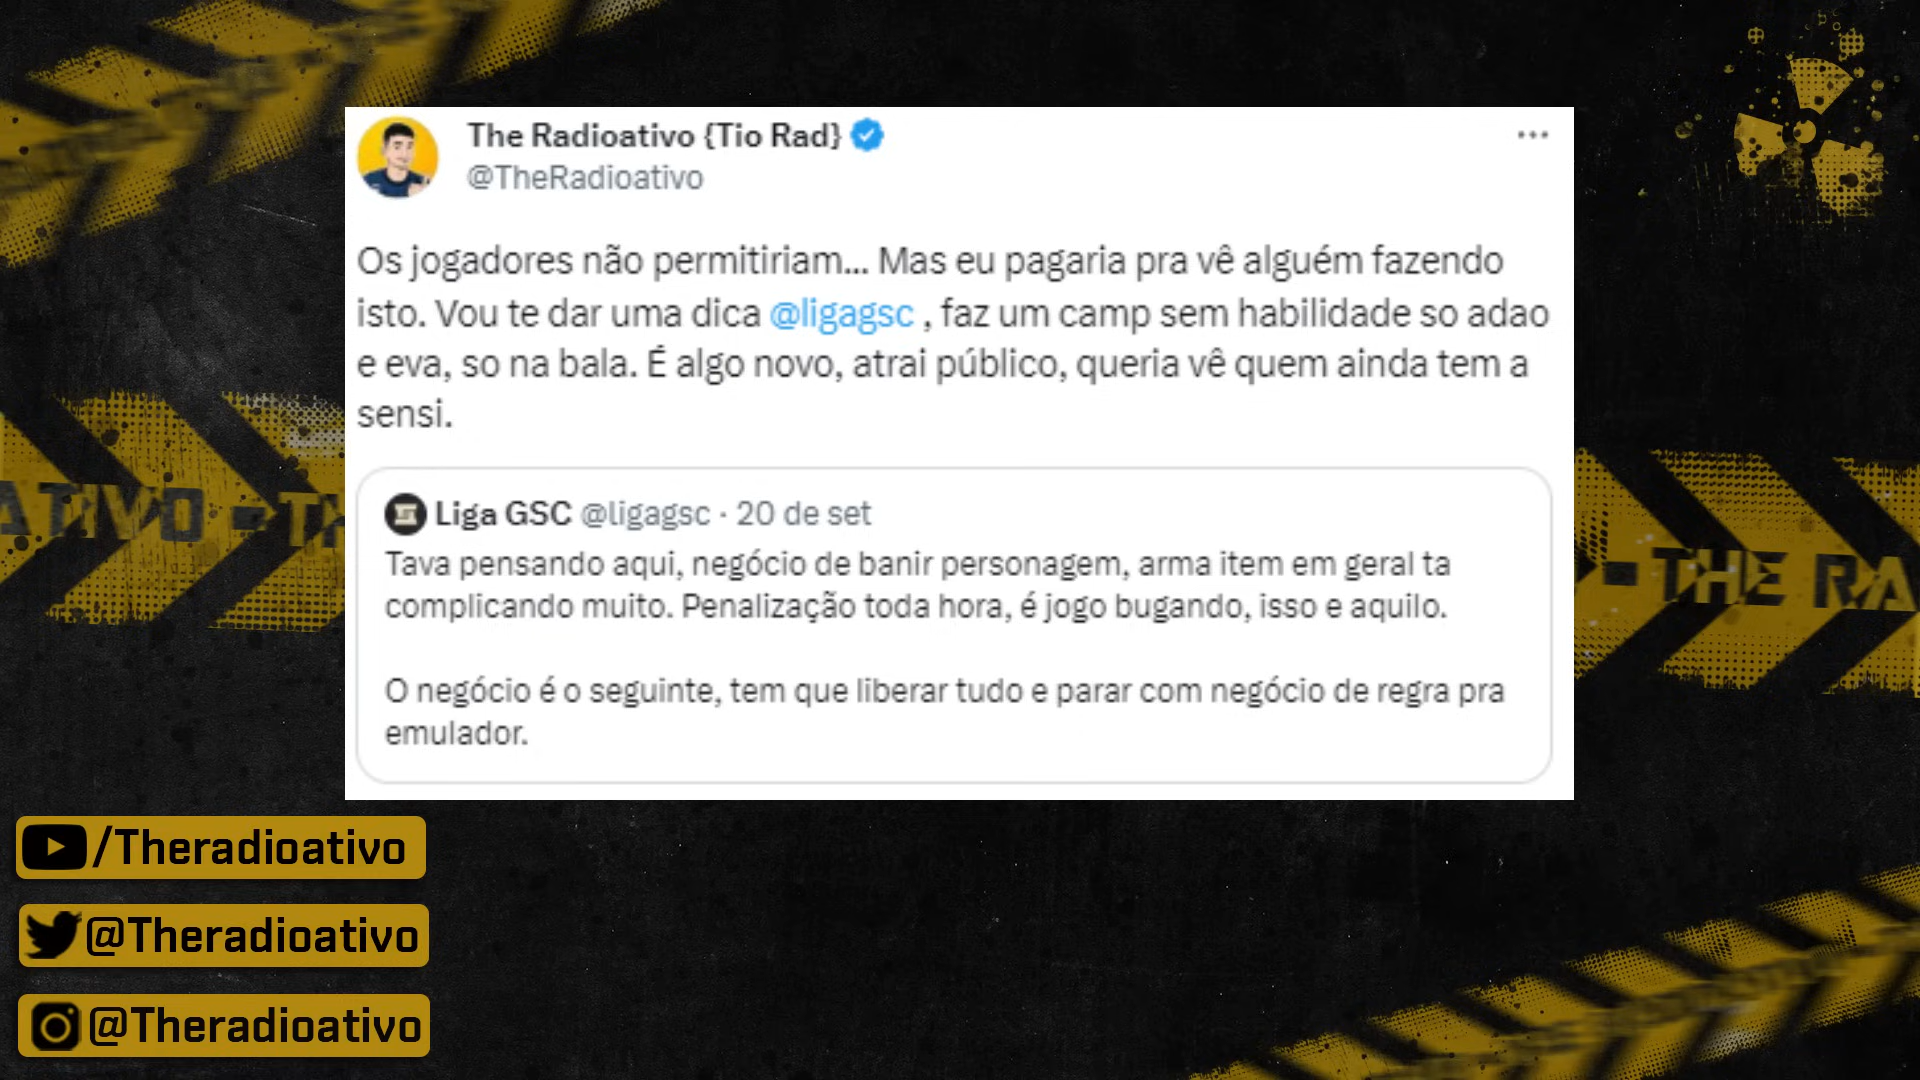 The Radioativo {Tio Rad}
@TheRadioativo
Os jogadores não permitiriam... Mas eu pagaria pra vê alguém fazendo
isto. Vou te dar uma dica @ligagsc , faz um camp sem habilidade so adao
e eva, so na bala. É algo novo, atrai público, queria vê quem ainda tem a
sensi.
Liga GSC @ligagsc · 20 de set
Tava pensando aqui, negócio de banir personagem, arma item em geral ta
complicando muito. Penalização toda hora, é jogo bugando, isso e aquilo.
O negócio é o seguinte, tem que liberar tudo e parar com negócio de regra pra
emulador.
ATIVO - TH
- THE RA
/Theradioativo
@Theradioativo
@Theradioativo